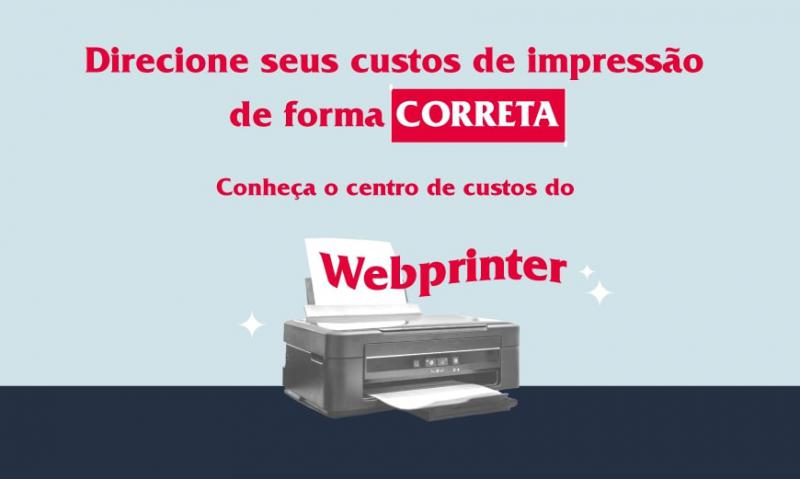 Direcione seus custos de impressão
de forma CORRETA
Conheça o centro de custos do
Webprinter